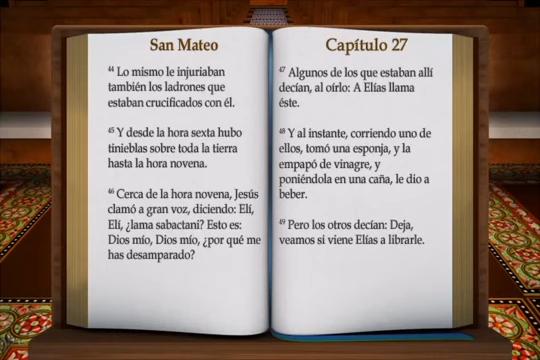 San Mateo
44 Lo mismo le injuriaban
también los ladrones que
estaban crucificados con él.
45 Y desde la hora sexta hubo
tinieblas sobre toda la tierra
hasta la hora novena.
46 Cerca de la hora novena, Jesús
clamó a gran voz, diciendo: Elí,
Elí, ¿lama sabactani? Esto es:
Dios mío, Dios mío, ¿por qué me
has desamparado?
Capítulo 27
47 Algunos de los que estaban allí
decían, al oírlo: A Elías llama
éste.
48 Y al instante, corriendo uno de
ellos, tomó una esponja, y la
empapó de vinagre, y
poniéndola en una caña, le dio a
beber.
49 Pero los otros decían: Deja,
veamos si viene Elías a librarle.